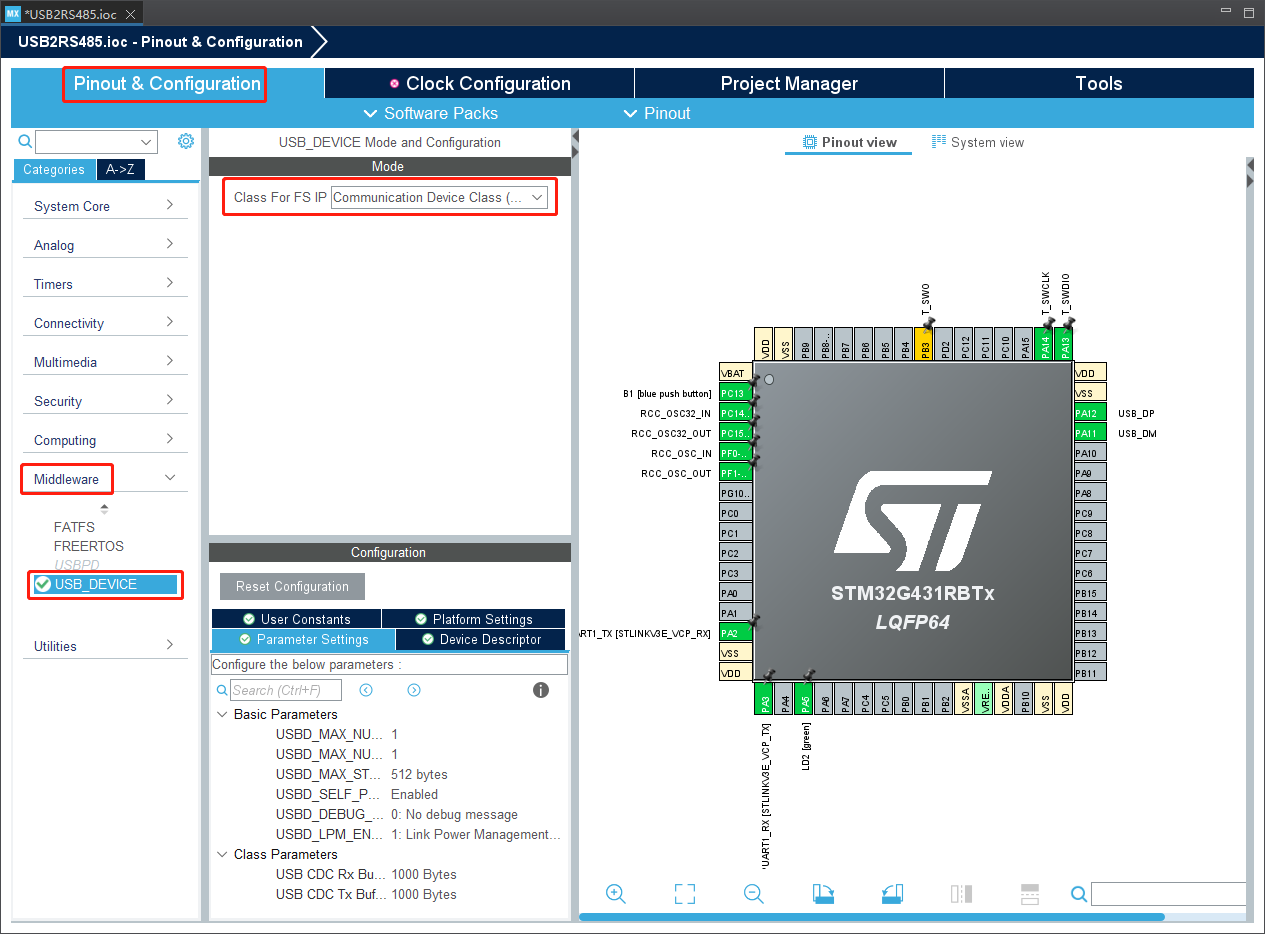 MX *USB2RS485.ioc
USB2RS485.ioc - Pinout & Configuration
Pinout & Configuration
Clock Configuration
Project Manager
Tools
Software Packs
Pinout
Categories
A->Z
System Core
Analog
Timers
Connectivity
Multimedia
Security
Computing
Middleware
FATFS
FREERTOS
USBPD
USB_DEVICE
Utilities
USB_DEVICE Mode and Configuration
Mode
Class For FS IP Communication Device Class (...
Configuration
Reset Configuration
User Constants
Platform Settings
Parameter Settings
Device Descriptor
Configure the below parameters :
Search (Ctrl+F)
Basic Parameters
USBD_MAX_NU... 1
USBD_MAX_NU... 1
USBD_MAX_ST... 512 bytes
USBD_SELF_P... Enabled
USBD_DEBUG_... 0: No debug message
USBD_LPM_EN... 1: Link Power Management...
Class Parameters
USB CDC Rx Bu... 1000 Bytes
USB CDC Tx Buf... 1000 Bytes
Pinout view
System view
T_SWO
T_SWCLK
T_SWDIO
VDD
VSS
PB9
PB8-..
PB7
PB6
PB5
PB4
PB3
PD2
PC12
PC11
PC10
PA15
PA14
PA13
VBAT
B1 [blue push button] PC13
RCC_OSC32_IN PC14..
RCC_OSC32_OUT PC15..
RCC_OSC_IN PF0-..
RCC_OSC_OUT PF1-..
PG10..
PC0
PC1
PC2
PC3
PA0
PA1
ART1_TX [STLINKV3E_VCP_RX] PA2
VSS
VDD
STM32G431RBTx
LQFP64
VDD
VSS
PA12 USB_DP
PA11 USB_DM
PA10
PA9
PA8
PC9
PC8
PC7
PC6
PB15
PB14
PB13
PB12
PB11
PA3
PA4
PA5
PA6
PA7
PC4
PC5
PB0
PB1
PB2
VSSA
VRE..
VDDA
PB10
VSS
VDD
UART1_RX [STLINKV3E_VCP_TX]
LD2 [green]